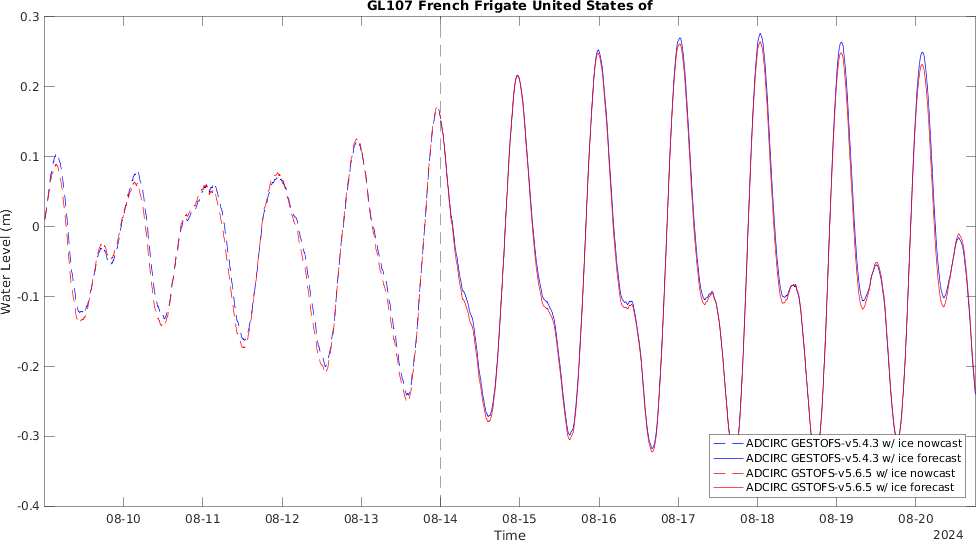 GL107 French Frigate United States of
0.3
0.2
0.1
0
-0.1
-0.2
-0.3
-0.4
Water Level (m)
ADCIRC GESTOFS-v5.4.3 w/ ice nowcast
ADCIRC GESTOFS-v5.4.3 w/ ice forecast
ADCIRC GSTOFS-v5.6.5 w/ ice nowcast
ADCIRC GSTOFS-v5.6.5 w/ ice forecast
08-10 08-11 08-12 08-13 08-14 08-15 08-16 08-17 08-18 08-19 08-20
Time
2024